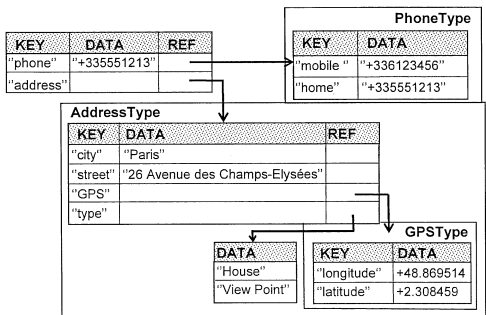 PhoneType
KEY DATA REF
"phone" "+335551213"
"address"
KEY DATA
"mobile " "+336123456"
"home" "+335551213"
AddressType
KEY DATA REF
"city" "Paris"
"street" "26 Avenue des Champs-Elysées"
"GPS"
"type"
DATA
"House"
"View Point"
GPSType
KEY DATA
"longitude" +48.869514
"latitude" +2.308459